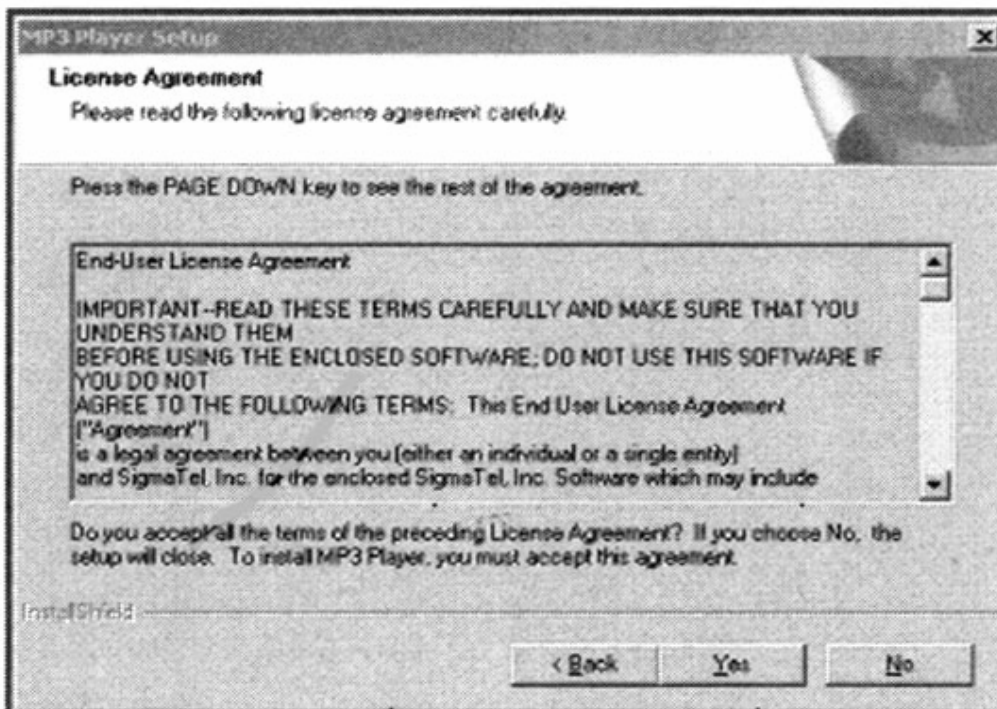 MP3 Player Setup
License Agreement
Please read the following license agreement carefully.
Press the PAGE DOWN key to see the rest of the agreement.
End-User License Agreement
IMPORTANT--READ THESE TERMS CAREFULLY AND MAKE SURE THAT YOU
UNDERSTAND THEM
BEFORE USING THE ENCLOSED SOFTWARE; DO NOT USE THIS SOFTWARE IF
YOU DO NOT
AGREE TO THE FOLLOWING TERMS: This End User License Agreement
("Agreement")
is a legal agreement between you (either an individual or a single entity)
and SigmaTel, Inc. for the enclosed SigmaTel, Inc. Software which may include
Do you accept all the terms of the preceding License Agreement? If you choose No, the
setup will close. To install MP3 Player, you must accept this agreement.
InstallShield
< Back Yes No